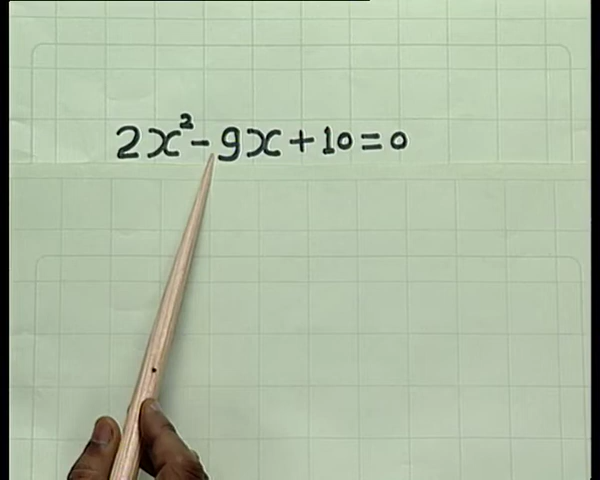 2x² - 9x + 10 = 0